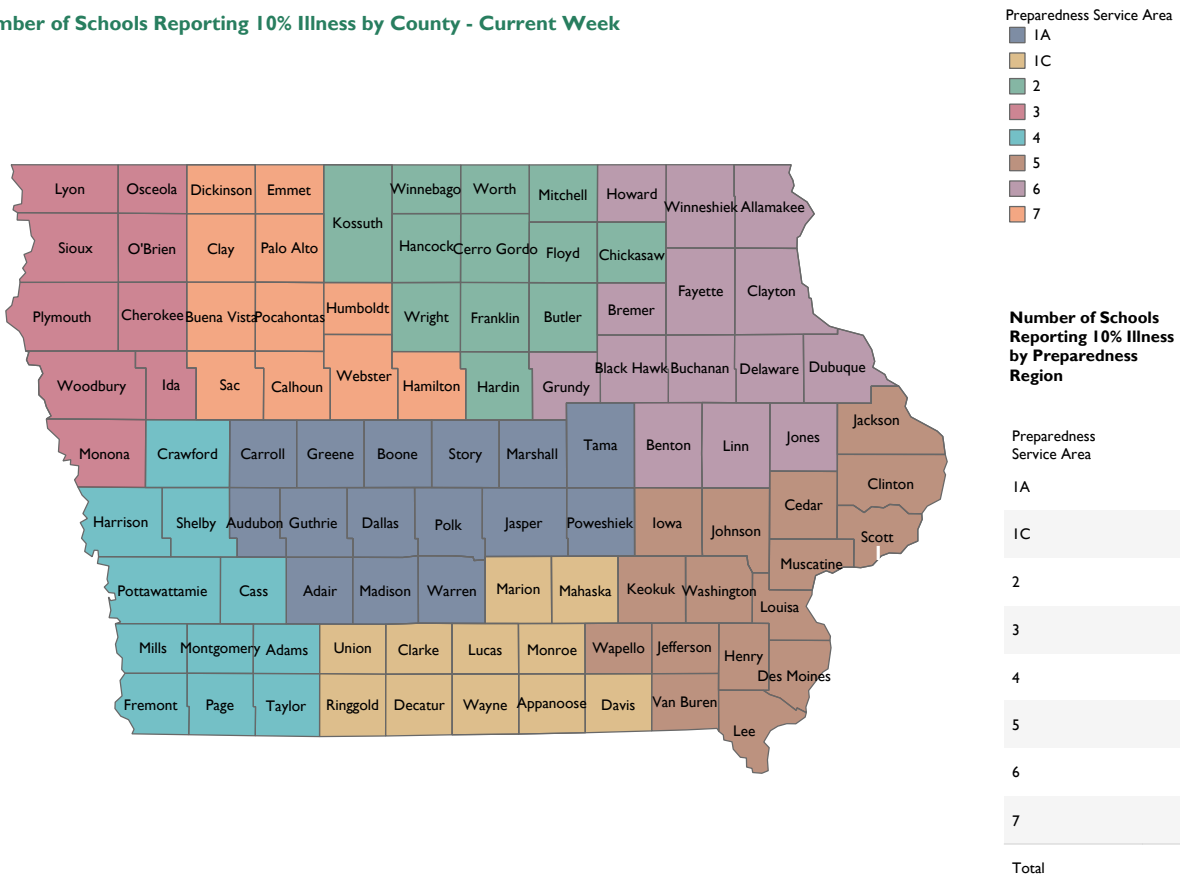 mber of Schools Reporting 10% Illness by County - Current Week
Preparedness Service Area
1A
1C
2
3
4
5
6
7
Lyon Osceola Dickinson Emmet Kossuth Winnebago Worth Mitchell Howard Winneshiek Allamakee
Sioux O'Brien Clay Palo Alto Hancock Cerro Gordo Floyd Chickasaw
Plymouth Cherokee Buena Vista Pocahontas Humboldt Wright Franklin Butler Bremer Fayette Clayton
Woodbury Ida Sac Calhoun Webster Hamilton Hardin Grundy Black Hawk Buchanan Delaware Dubuque
Monona Crawford Carroll Greene Boone Story Marshall Tama Benton Linn Jones Jackson
Clinton
Harrison Shelby Audubon Guthrie Dallas Polk Jasper Poweshiek Iowa Johnson Cedar Scott
Muscatine
Pottawattamie Cass Adair Madison Warren Marion Mahaska Keokuk Washington Louisa
Mills Montgomery Adams Union Clarke Lucas Monroe Wapello Jefferson Henry Des Moines
Fremont Page Taylor Ringgold Decatur Wayne Appanoose Davis Van Buren Lee
Number of Schools
Reporting 10% Illness
by Preparedness
Region
Preparedness
Service Area
1A
1C
2
3
4
5
6
7
Total